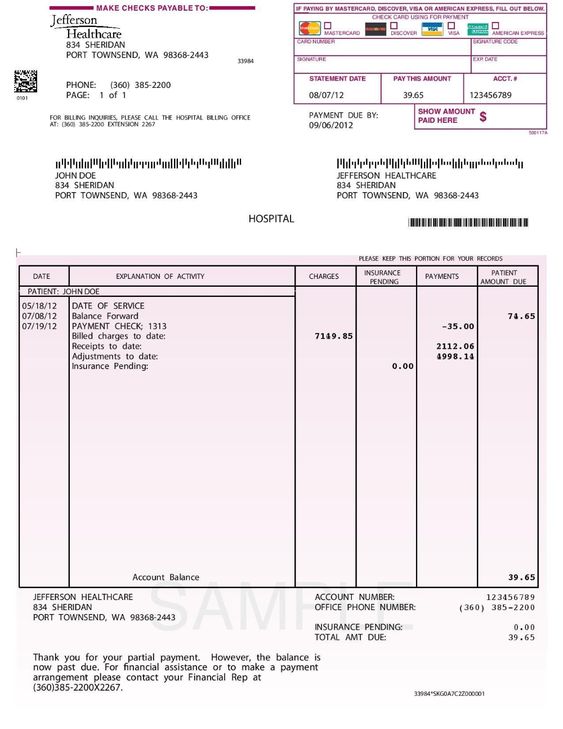 MAKE CHECKS PAYABLE TO:
Jefferson
Healthcare
834 SHERIDAN
PORT TOWNSEND, WA 98368-2443
33984
0101
PHONE: (360) 385-2200
PAGE: 1 of 1
FOR BILLING INQUIRIES, PLEASE CALL THE HOSPITAL BILLING OFFICE
AT: (360) 385-2200 EXTENSION 2267
IF PAYING BY MASTERCARD, DISCOVER, VISA OR AMERICAN EXPRESS, FILL OUT BELOW.
CHECK CARD USING FOR PAYMENT
MASTERCARD DISCOVER VISA VISA AMERICAN EXPRESS
CARD NUMBER SIGNATURE CODE
SIGNATURE EXP. DATE
STATEMENT DATE PAY THIS AMOUNT ACCT. #
08/07/12 39.65 123456789
PAYMENT DUE BY:
09/06/2012
SHOW AMOUNT
PAID HERE $
500117A
JOHN DOE
834 SHERIDAN
PORT TOWNSEND, WA 98368-2443
JEFFERSON HEALTHCARE
834 SHERIDAN
PORT TOWNSEND, WA 98368-2443
HOSPITAL
PLEASE KEEP THIS PORTION FOR YOUR RECORDS
DATE EXPLANATION OF ACTIVITY CHARGES INSURANCE PENDING PAYMENTS PATIENT AMOUNT DUE
PATIENT: JOHN DOE
05/18/12 DATE OF SERVICE
07/08/12 Balance Forward 74.65
07/19/12 PAYMENT CHECK; 1313 -35.00
Billed charges to date: 7149.85
Receipts to date: 2112.06
Adjustments to date: 4998.14
Insurance Pending: 0.00
Account Balance 39.65
SAMPLE
JEFFERSON HEALTHCARE
834 SHERIDAN
PORT TOWNSEND, WA 98368-2443
ACCOUNT NUMBER: 123456789
OFFICE PHONE NUMBER: (360) 385-2200
INSURANCE PENDING: 0.00
TOTAL AMT DUE: 39.65
Thank you for your partial payment. However, the balance is
now past due. For financial assistance or to make a payment
arrangement please contact your Financial Rep at
(360)385-2200X2267.
33984*SKG0A7C2Z000001